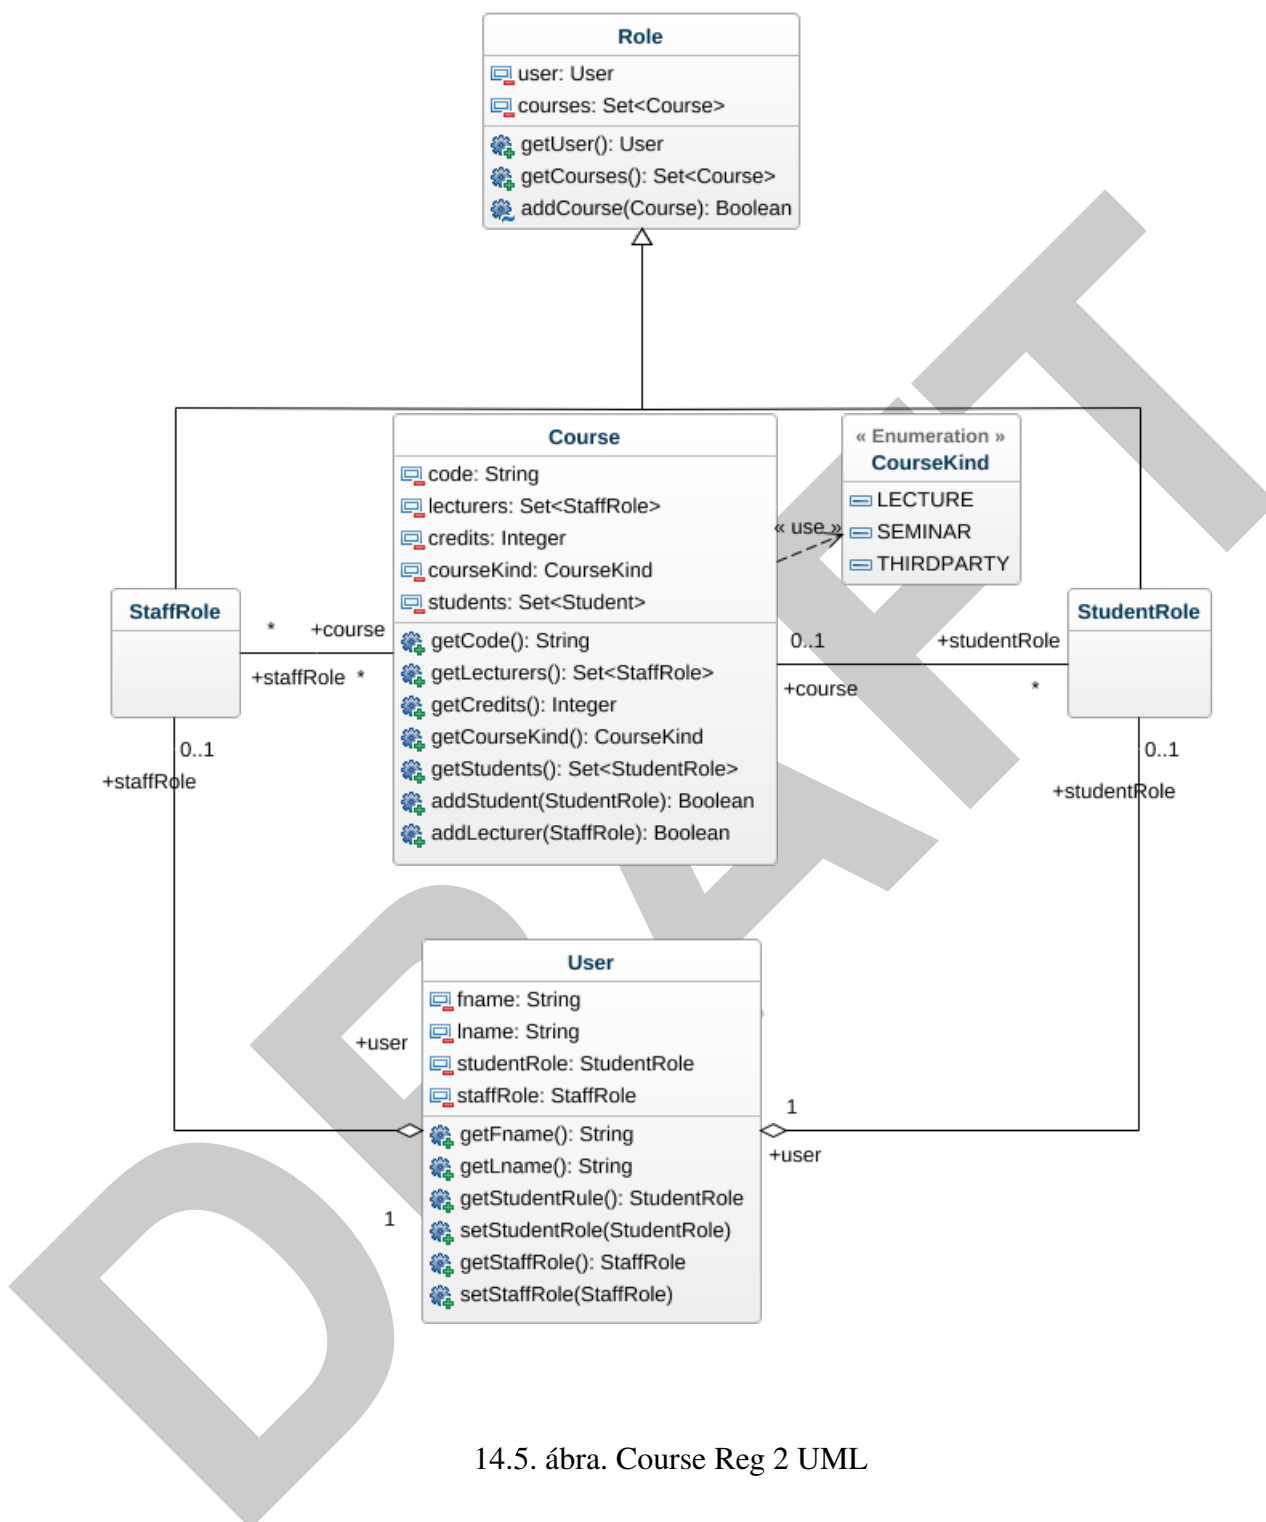 Role
user: User
courses: Set<Course>
getUser(): User
getCourses(): Set<Course>
addCourse(Course): Boolean
Course
code: String
lecturers: Set<StaffRole>
credits: Integer
courseKind: CourseKind
students: Set<Student>
getCode(): String
getLecturers(): Set<StaffRole>
getCredits(): Integer
getCourseKind(): CourseKind
getStudents(): Set<StudentRole>
addStudent(StudentRole): Boolean
addLecturer(StaffRole): Boolean
« use »
« Enumeration »
CourseKind
LECTURE
SEMINAR
THIRDPARTY
StaffRole
* +course
+staffRole *
0..1
+staffRole
StudentRole
0..1 +studentRole
+course *
0..1
+studentRole
User
fname: String
lname: String
studentRole: StudentRole
staffRole: StaffRole
getFname(): String
getLname(): String
getStudentRule(): StudentRole
setStudentRole(StudentRole)
getStaffRole(): StaffRole
setStaffRole(StaffRole)
+user
1
1
+user
14.5. ábra. Course Reg 2 UML
DRAFT